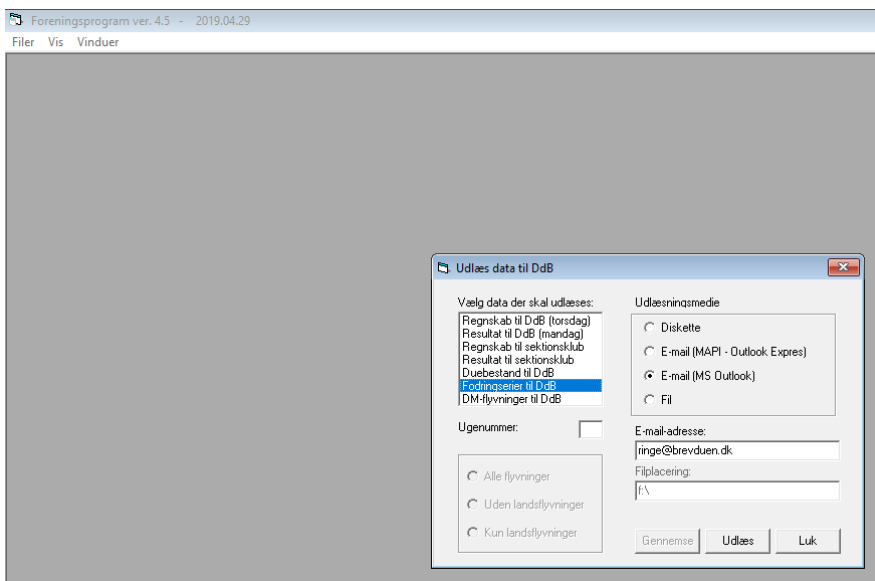 Foreningsprogram ver. 4.5 - 2019.04.29
Filer Vis Vinduer
Udlæs data til DdB
Vælg data der skal udlæses:
Regnskab til DdB (torsdag)
Resultat til DdB (mandag)
Regnskab til sektionsklub
Resultat til sektionsklub
Duebestand til DdB
Fodringserier til DdB
DM-flyvninger til DdB
Ugenummer:
Alle flyvninger
Uden landsflyvninger
Kun landsflyvninger
Udlæsningsmedie
Diskette
E-mail (MAPI - Outlook Expres)
E-mail (MS Outlook)
Fil
E-mail-adresse:
ringe@brevduen.dk
Filplacering:
f:\
Gennemse Udlæs Luk